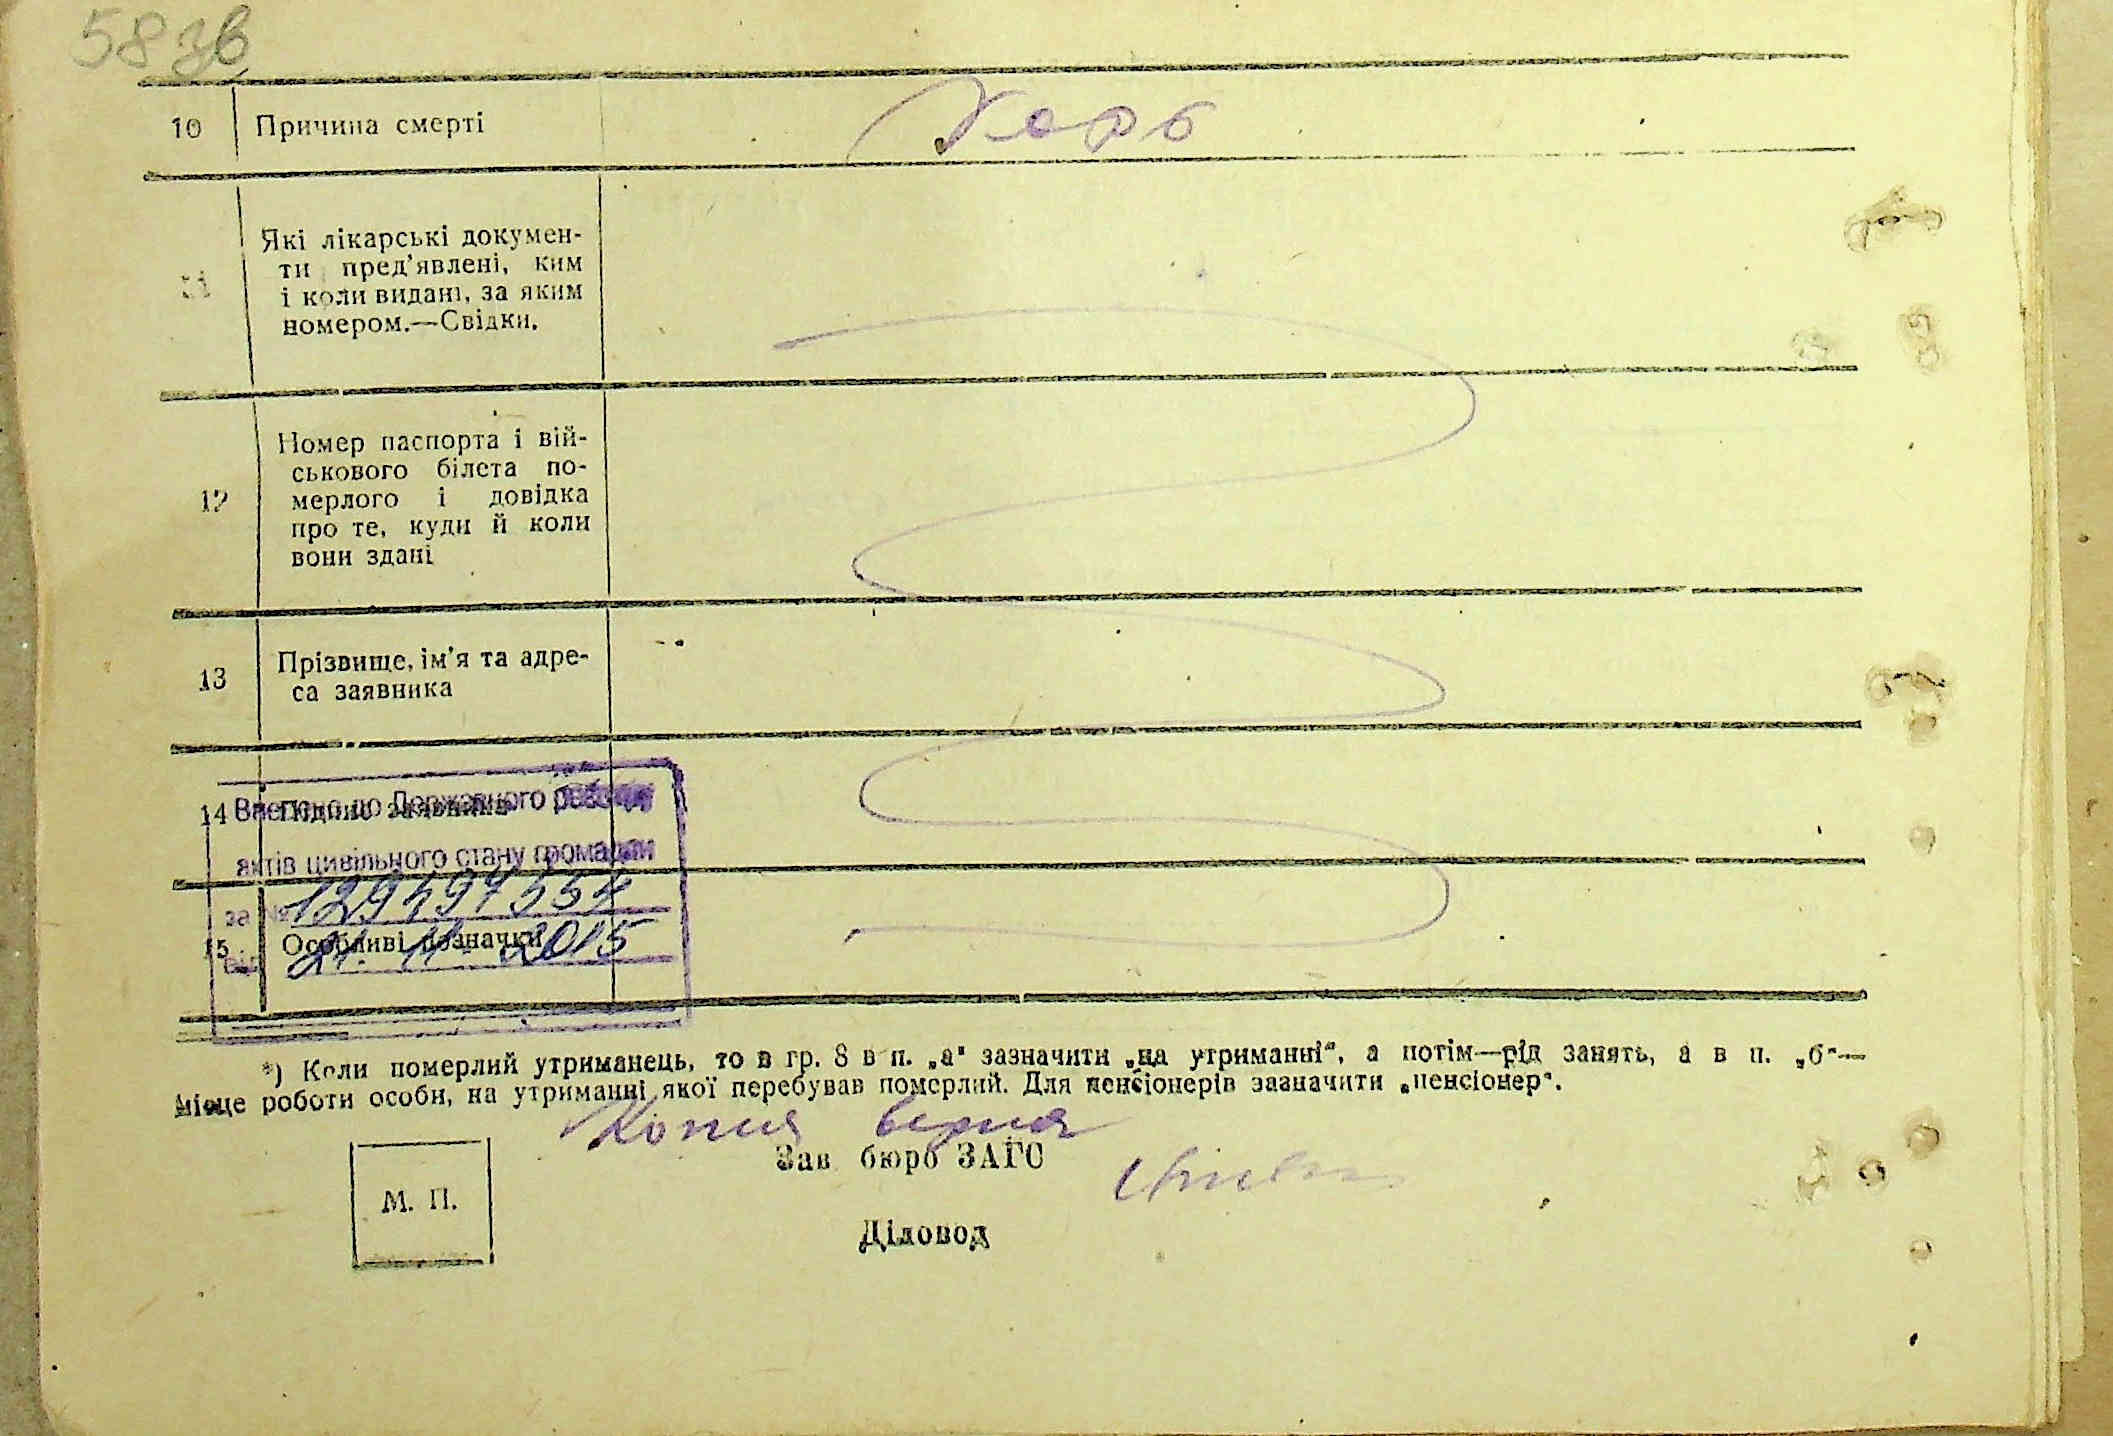 58 зв
10 Причина смерті
Корь
11 Які лікарські докумен-
ти пред'явлені, ким
і коли видані, за яким
номером.—Свідки.
12 Номер паспорта і вій-
ськового білета по-
мерлого і довідка
про те, куди й коли
вони здані
13 Прізвище, ім'я та адре-
са заявника
14 Підпис заявника
Внесено до Державного реєстру
актів цивільного стану громадян
за №
15 Особливі позначки
від 21. 11. 2015
*) Коли померлий утриманець, то в гр. 8 в п. „а" зазначити „на утриманні", а потім—рід занять, а в п. „б"—
місце роботи особи, на утриманні якої перебував померлий. Для пенсіонерів зазначити „пенсіонер".
Копия верна
Зав бюро ЗАГС
М. П.
Діловод